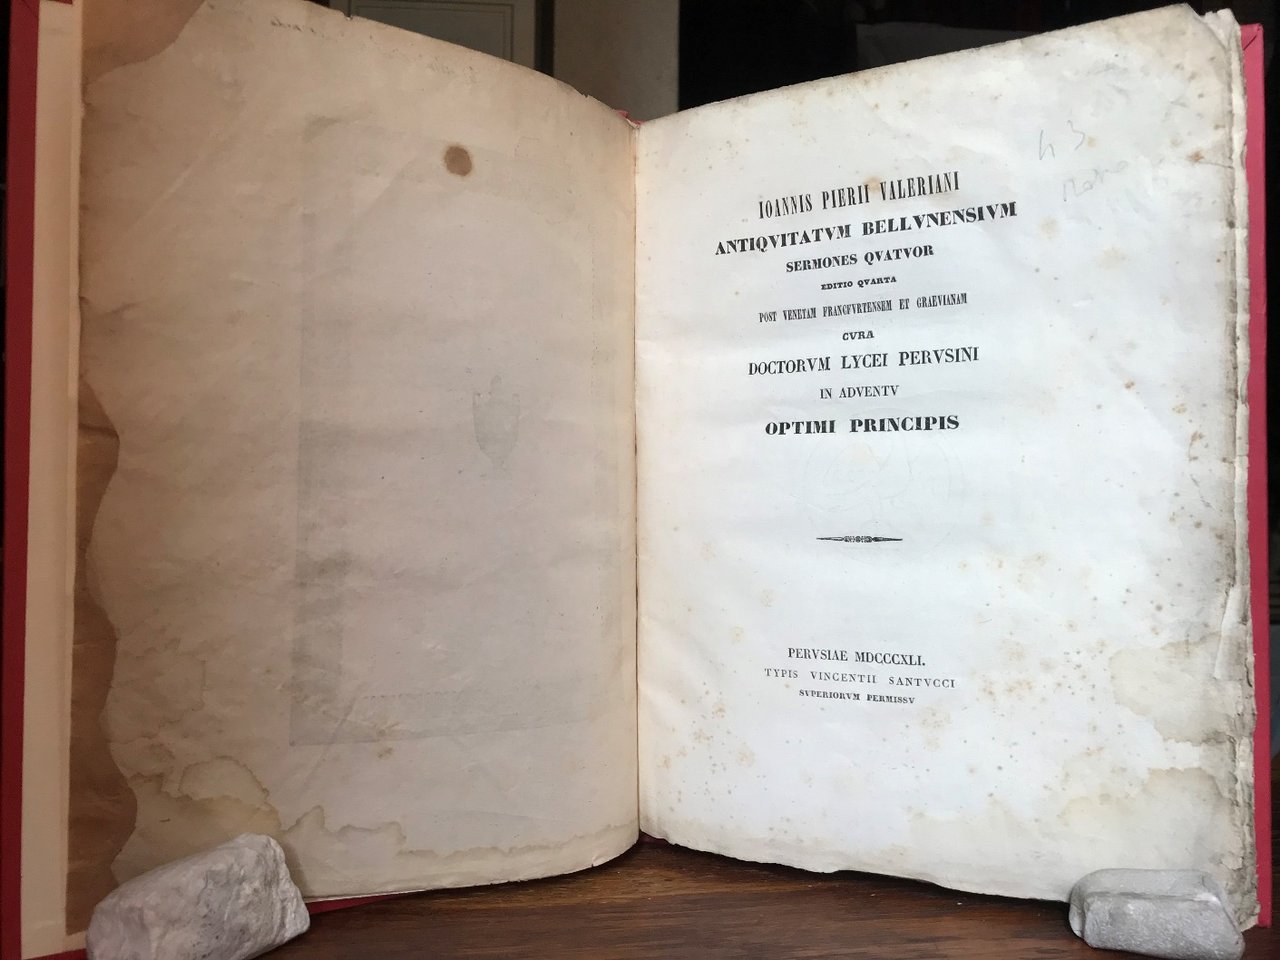 IOANNIS PIERII VALERIANI
ANTIQVITATVM BELLVNENSIVM
SERMONES QVATVOR
EDITIO QVARTA
POST VENETAM FRANCFVRTENSEM ET GRAEVIANAM
CVRA
DOCTORVM LYCEI PERVSINI
IN ADVENTV
OPTIMI PRINCIPIS
PERVSIAE MDCCCXLI.
TYPIS VINCENTII SANTVCCI
SVPERIORVM PERMISSV